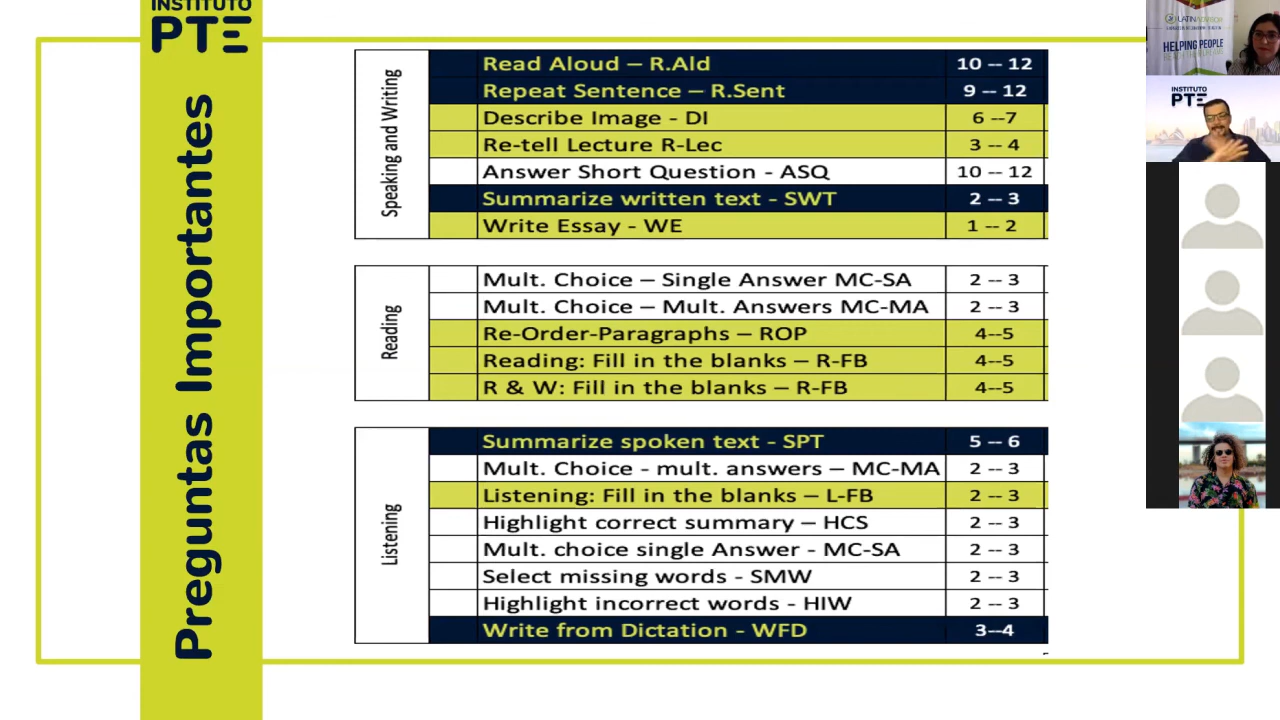 INSTITUTO
PTE
Preguntas Importantes
Speaking and Writing
Read Aloud – R.Ald 10 -- 12
Repeat Sentence – R.Sent 9 -- 12
Describe Image - DI 6 --7
Re-tell Lecture R-Lec 3 -- 4
Answer Short Question - ASQ 10 -- 12
Summarize written text - SWT 2 -- 3
Write Essay - WE 1 -- 2
Reading
Mult. Choice – Single Answer MC-SA 2 -- 3
Mult. Choice – Mult. Answers MC-MA 2 -- 3
Re-Order-Paragraphs – ROP 4--5
Reading: Fill in the blanks – R-FB 4--5
R & W: Fill in the blanks – R-FB 4--5
Listening
Summarize spoken text - SPT 5 -- 6
Mult. Choice - mult. answers – MC-MA 2 -- 3
Listening: Fill in the blanks – L-FB 2 -- 3
Highlight correct summary – HCS 2 -- 3
Mult. choice single Answer - MC-SA 2 -- 3
Select missing words - SMW 2 -- 3
Highlight incorrect words - HIW 2 -- 3
Write from Dictation - WFD 3--4
HELPING PEOPLE
INSTITUTO
PTE